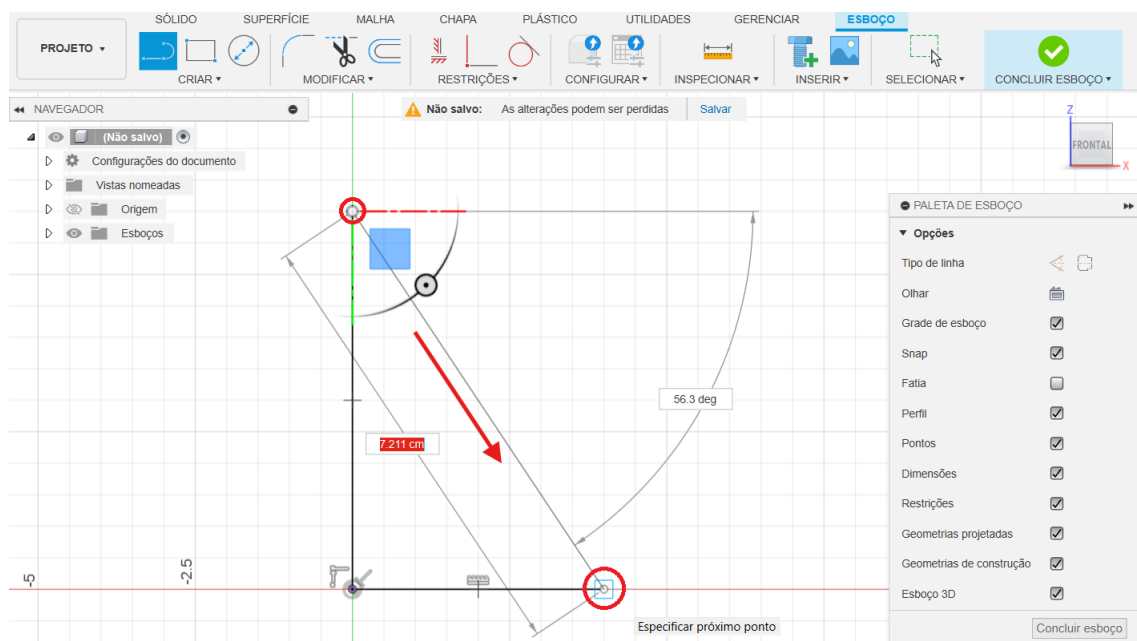 SÓLIDO SUPERFÍCIE MALHA CHAPA PLÁSTICO UTILIDADES GERENCIAR ESBOÇO
PROJETO ▾
CRIAR ▾ MODIFICAR ▾ RESTRIÇÕES ▾ CONFIGURAR ▾ INSPECIONAR ▾ INSERIR ▾ SELECIONAR ▾ CONCLUIR ESBOÇO ▾
NAVEGADOR
Não salvo: As alterações podem ser perdidas Salvar
(Não salvo)
Configurações do documento
Vistas nomeadas
Origem
Esboços
Z
FRONTAL
X
PALETA DE ESBOÇO
Opções
Tipo de linha
Olhar
Grade de esboço
Snap
Fatia
Perfil
Pontos
Dimensões
Restrições
Geometrias projetadas
Geometrias de construção
Esboço 3D
Concluir esboço
56.3 deg
7.211 cm
-5
-2.5
Especificar próximo ponto